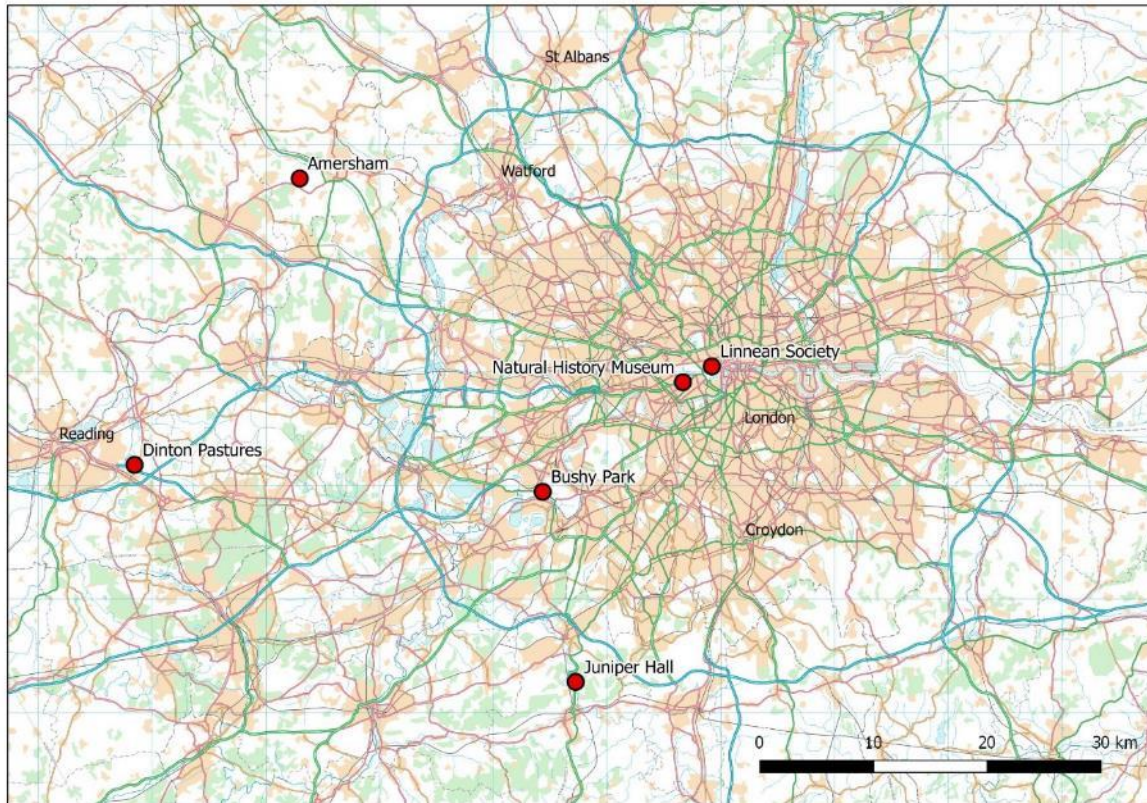 St Albans
Amersham
Watford
Linnean Society
Natural History Museum
London
Reading
Dinton Pastures
Bushy Park
Croydon
Juniper Hall
0 10 20 30 km